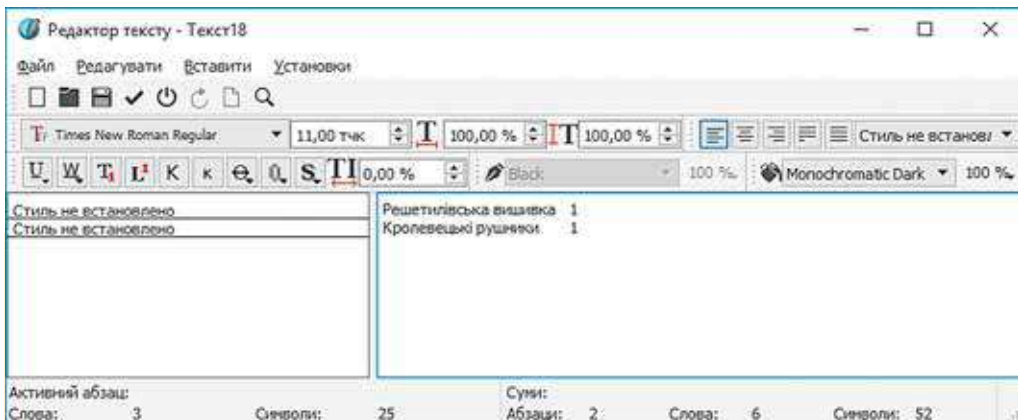 Редактор тексту - Текст18
Файл Редагувати Вставити Установки
Times New Roman Regular 11,00 тчк 100,00 % 100,00 % Стиль не встановл
0,00 % Black 100 % Monochromatic Dark 100 %
Стиль не встановлено
Стиль не встановлено
Решетилівська вишивка 1
Кролевецькі рушники 1
Активний абзац: Суми:
Слова: 3 Символи: 25 Абзаци: 2 Слова: 6 Символи: 52